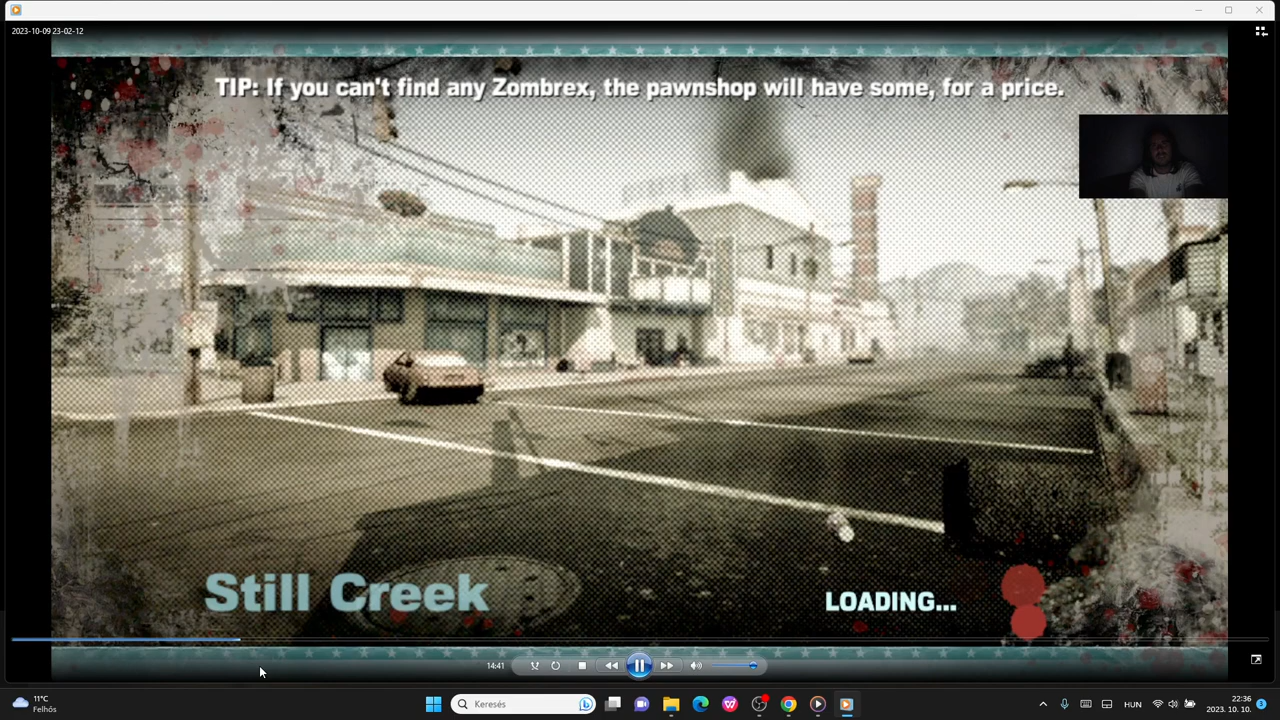 2023-10-09 23-02-12
TIP: If you can't find any Zombrex, the pawnshop will have some, for a price.
Still Creek
LOADING...
14:41
11°C
Felhős
Keresés
HUN
22:36
2023. 10. 10.
3